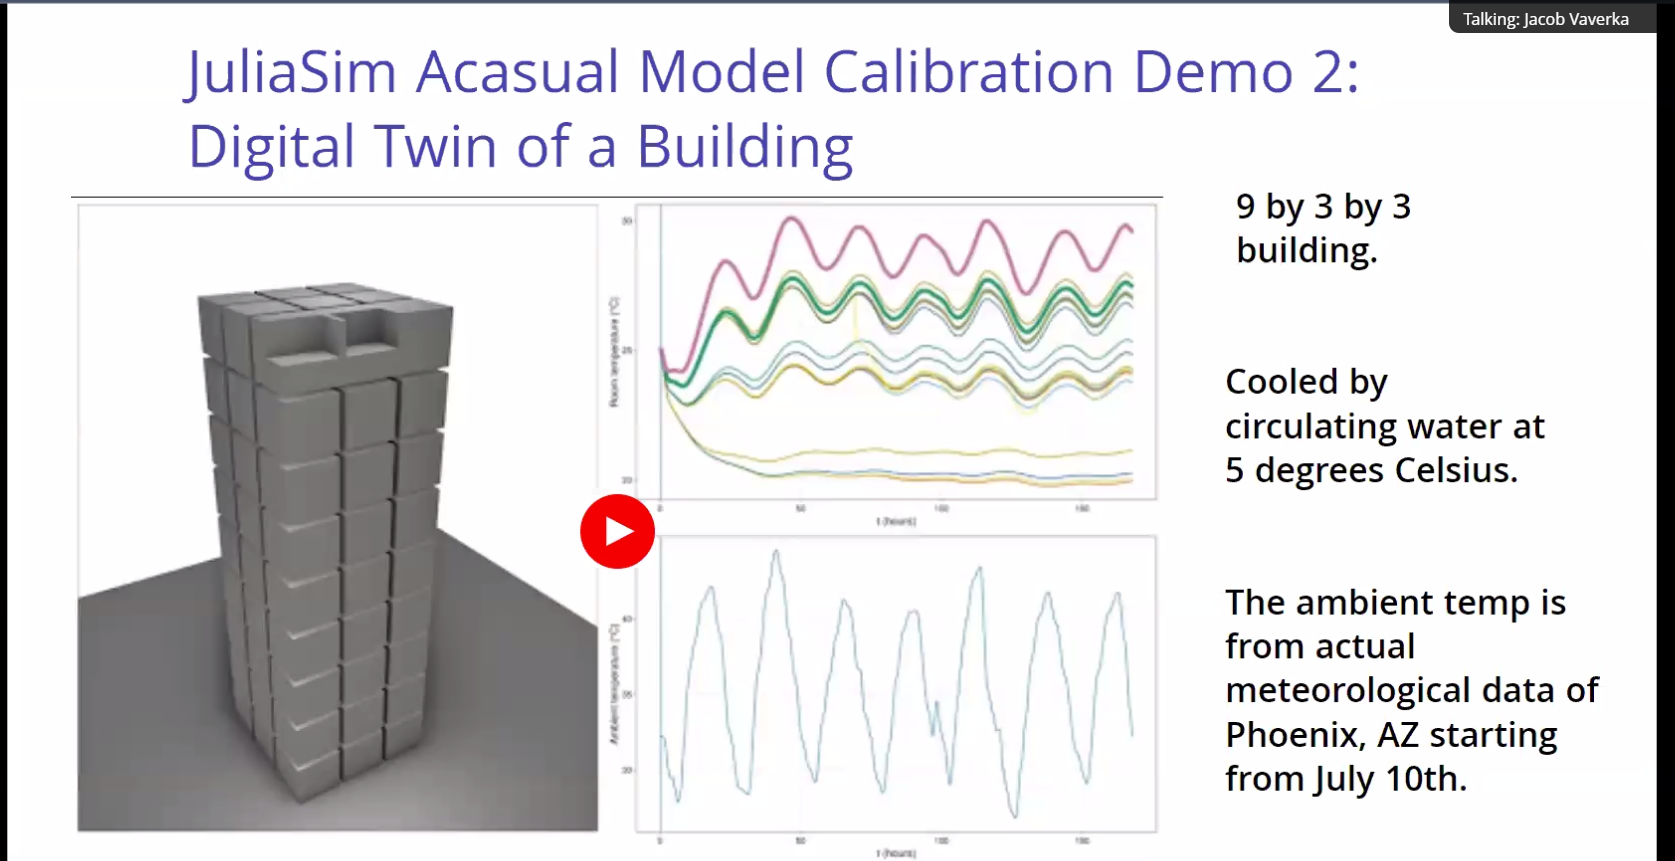 Talking: Jacob Vaverka
JuliaSim Acasual Model Calibration Demo 2:
Digital Twin of a Building
9 by 3 by 3
building.
Cooled by
circulating water at
5 degrees Celsius.
The ambient temp is
from actual
meteorological data of
Phoenix, AZ starting
from July 10th.
30
25
20
Room temperature (°C)
0
50
100
150
t (hours)
40
35
30
Ambient temperature (°C)
0
50
100
150
t (hours)